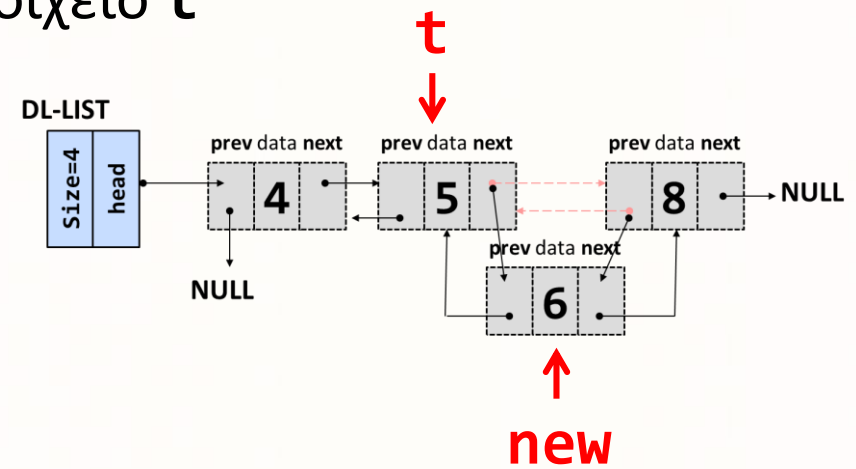 t
t
DL-LIST
Size=4
head
prev data next
4
NULL
prev data next
5
prev data next
8
NULL
prev data next
6
new